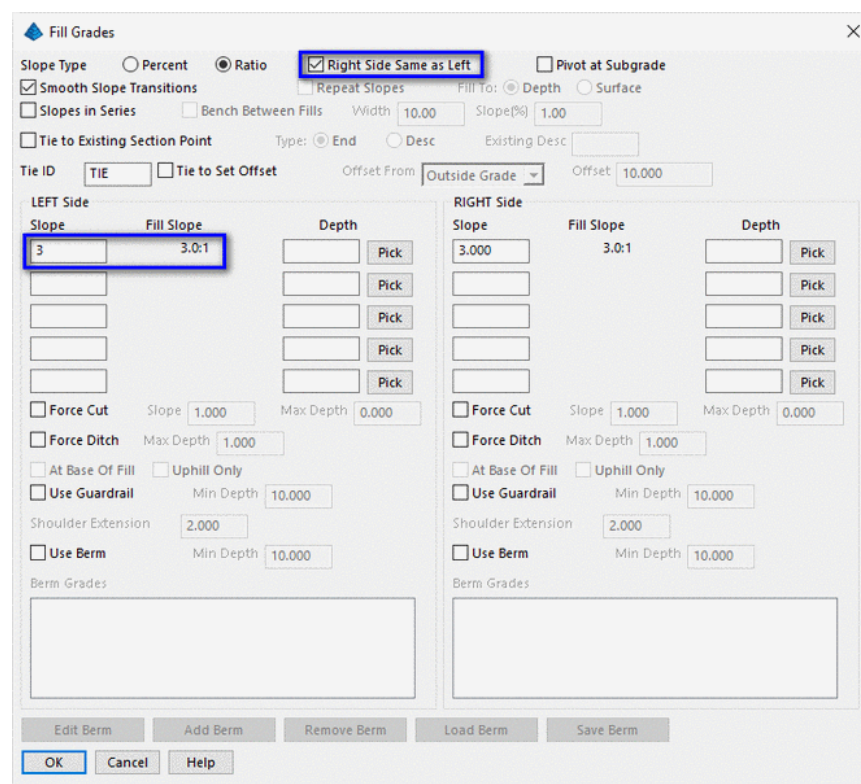 Fill Grades
Slope Type Percent Ratio Right Side Same as Left Pivot at Subgrade
Smooth Slope Transitions Repeat Slopes Fill To: Depth Surface
Slopes in Series Bench Between Fills Width 10.00 Slope(%) 1.00
Tie to Existing Section Point Type: End Desc Existing Desc
Tie ID TIE Tie to Set Offset Offset From Outside Grade Offset 10.000
LEFT Side RIGHT Side
Slope Fill Slope Depth Slope Fill Slope Depth
3 3.0:1 Pick 3.000 3.0:1 Pick
Pick Pick
Pick Pick
Pick Pick
Pick Pick
Force Cut Slope 1.000 Max Depth 0.000 Force Cut Slope 1.000 Max Depth 0.000
Force Ditch Max Depth 1.000 Force Ditch Max Depth 1.000
At Base Of Fill Uphill Only At Base Of Fill Uphill Only
Use Guardrail Min Depth 10.000 Use Guardrail Min Depth 10.000
Shoulder Extension 2.000 Shoulder Extension 2.000
Use Berm Min Depth 10.000 Use Berm Min Depth 10.000
Berm Grades Berm Grades
Edit Berm Add Berm Remove Berm Load Berm Save Berm
OK Cancel Help